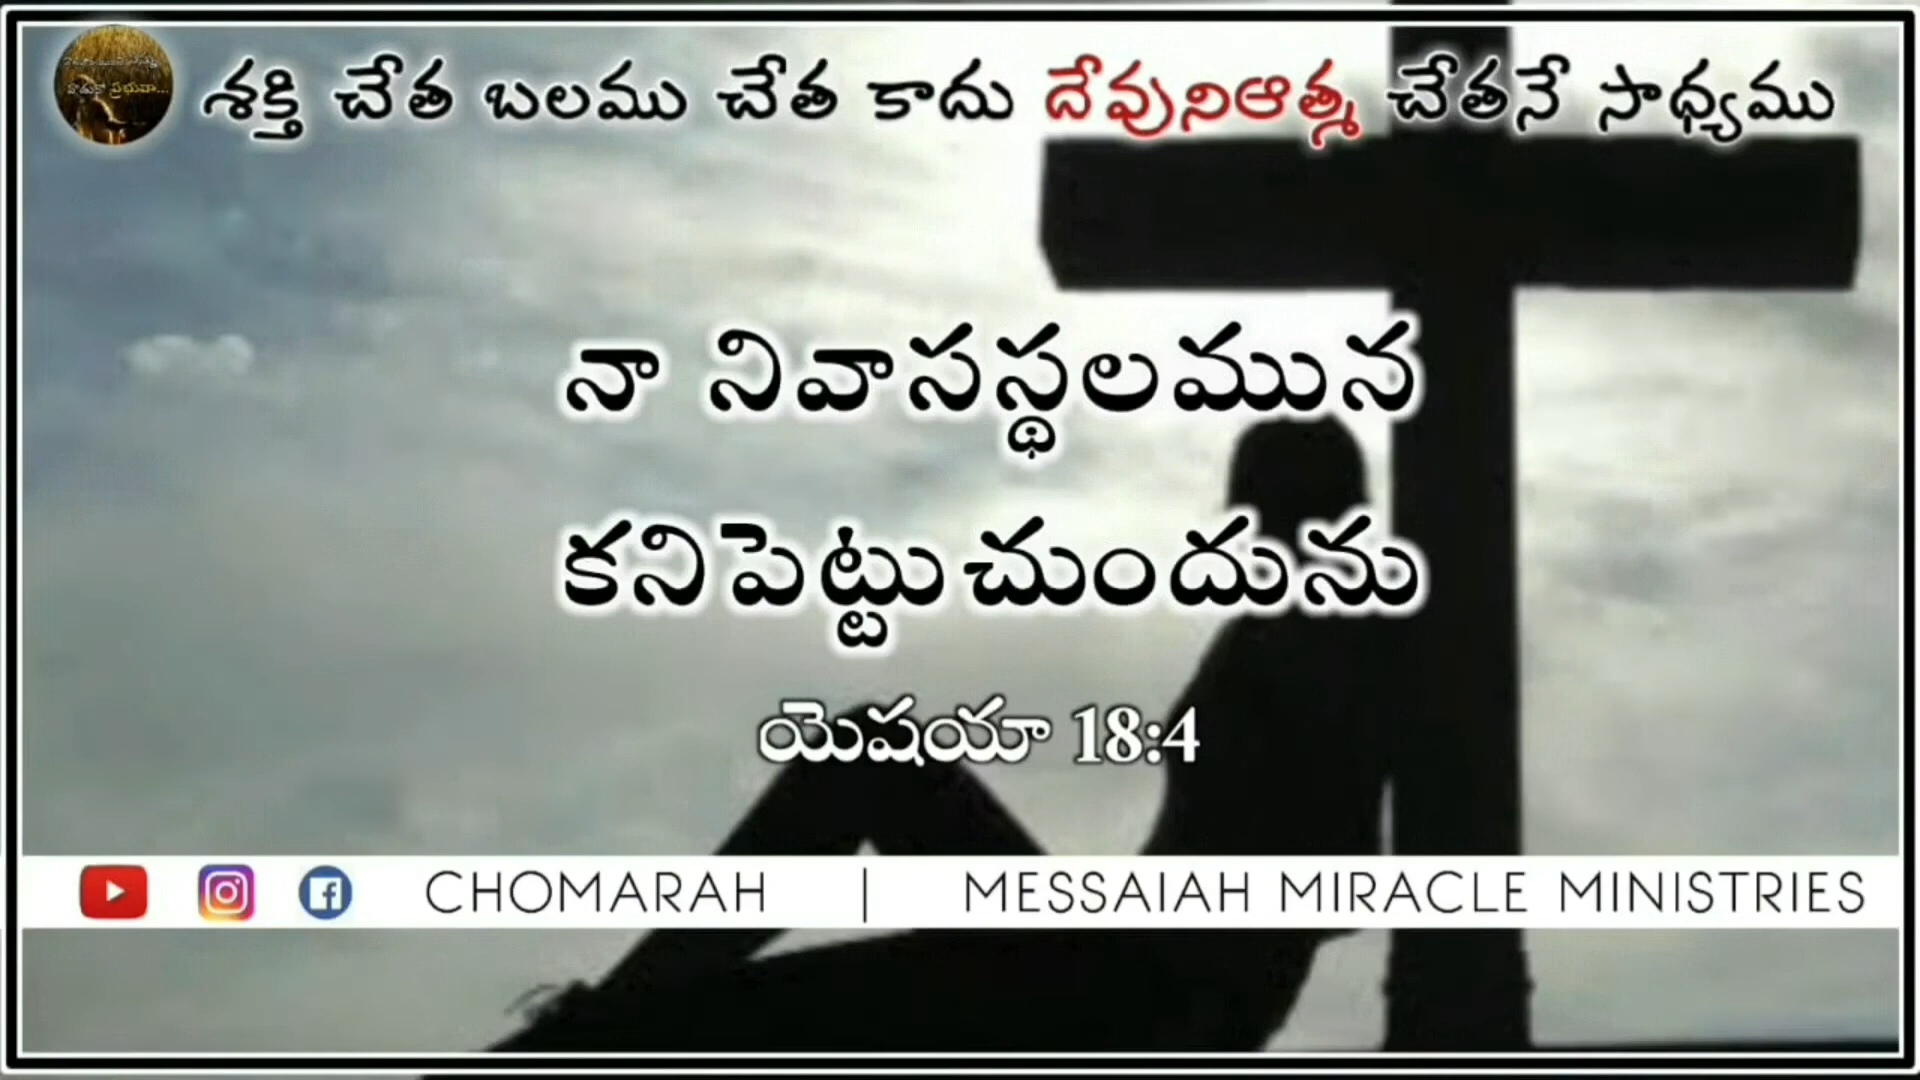 శక్తి చేత బలము చేత కాదు దేవునిఆత్మ చేతనే సాధ్యము
నా నివాసస్థలమున
కనిపెట్టుచుందును
యెషయా 18:4
CHOMARAH | MESSAIAH MIRACLE MINISTRIES